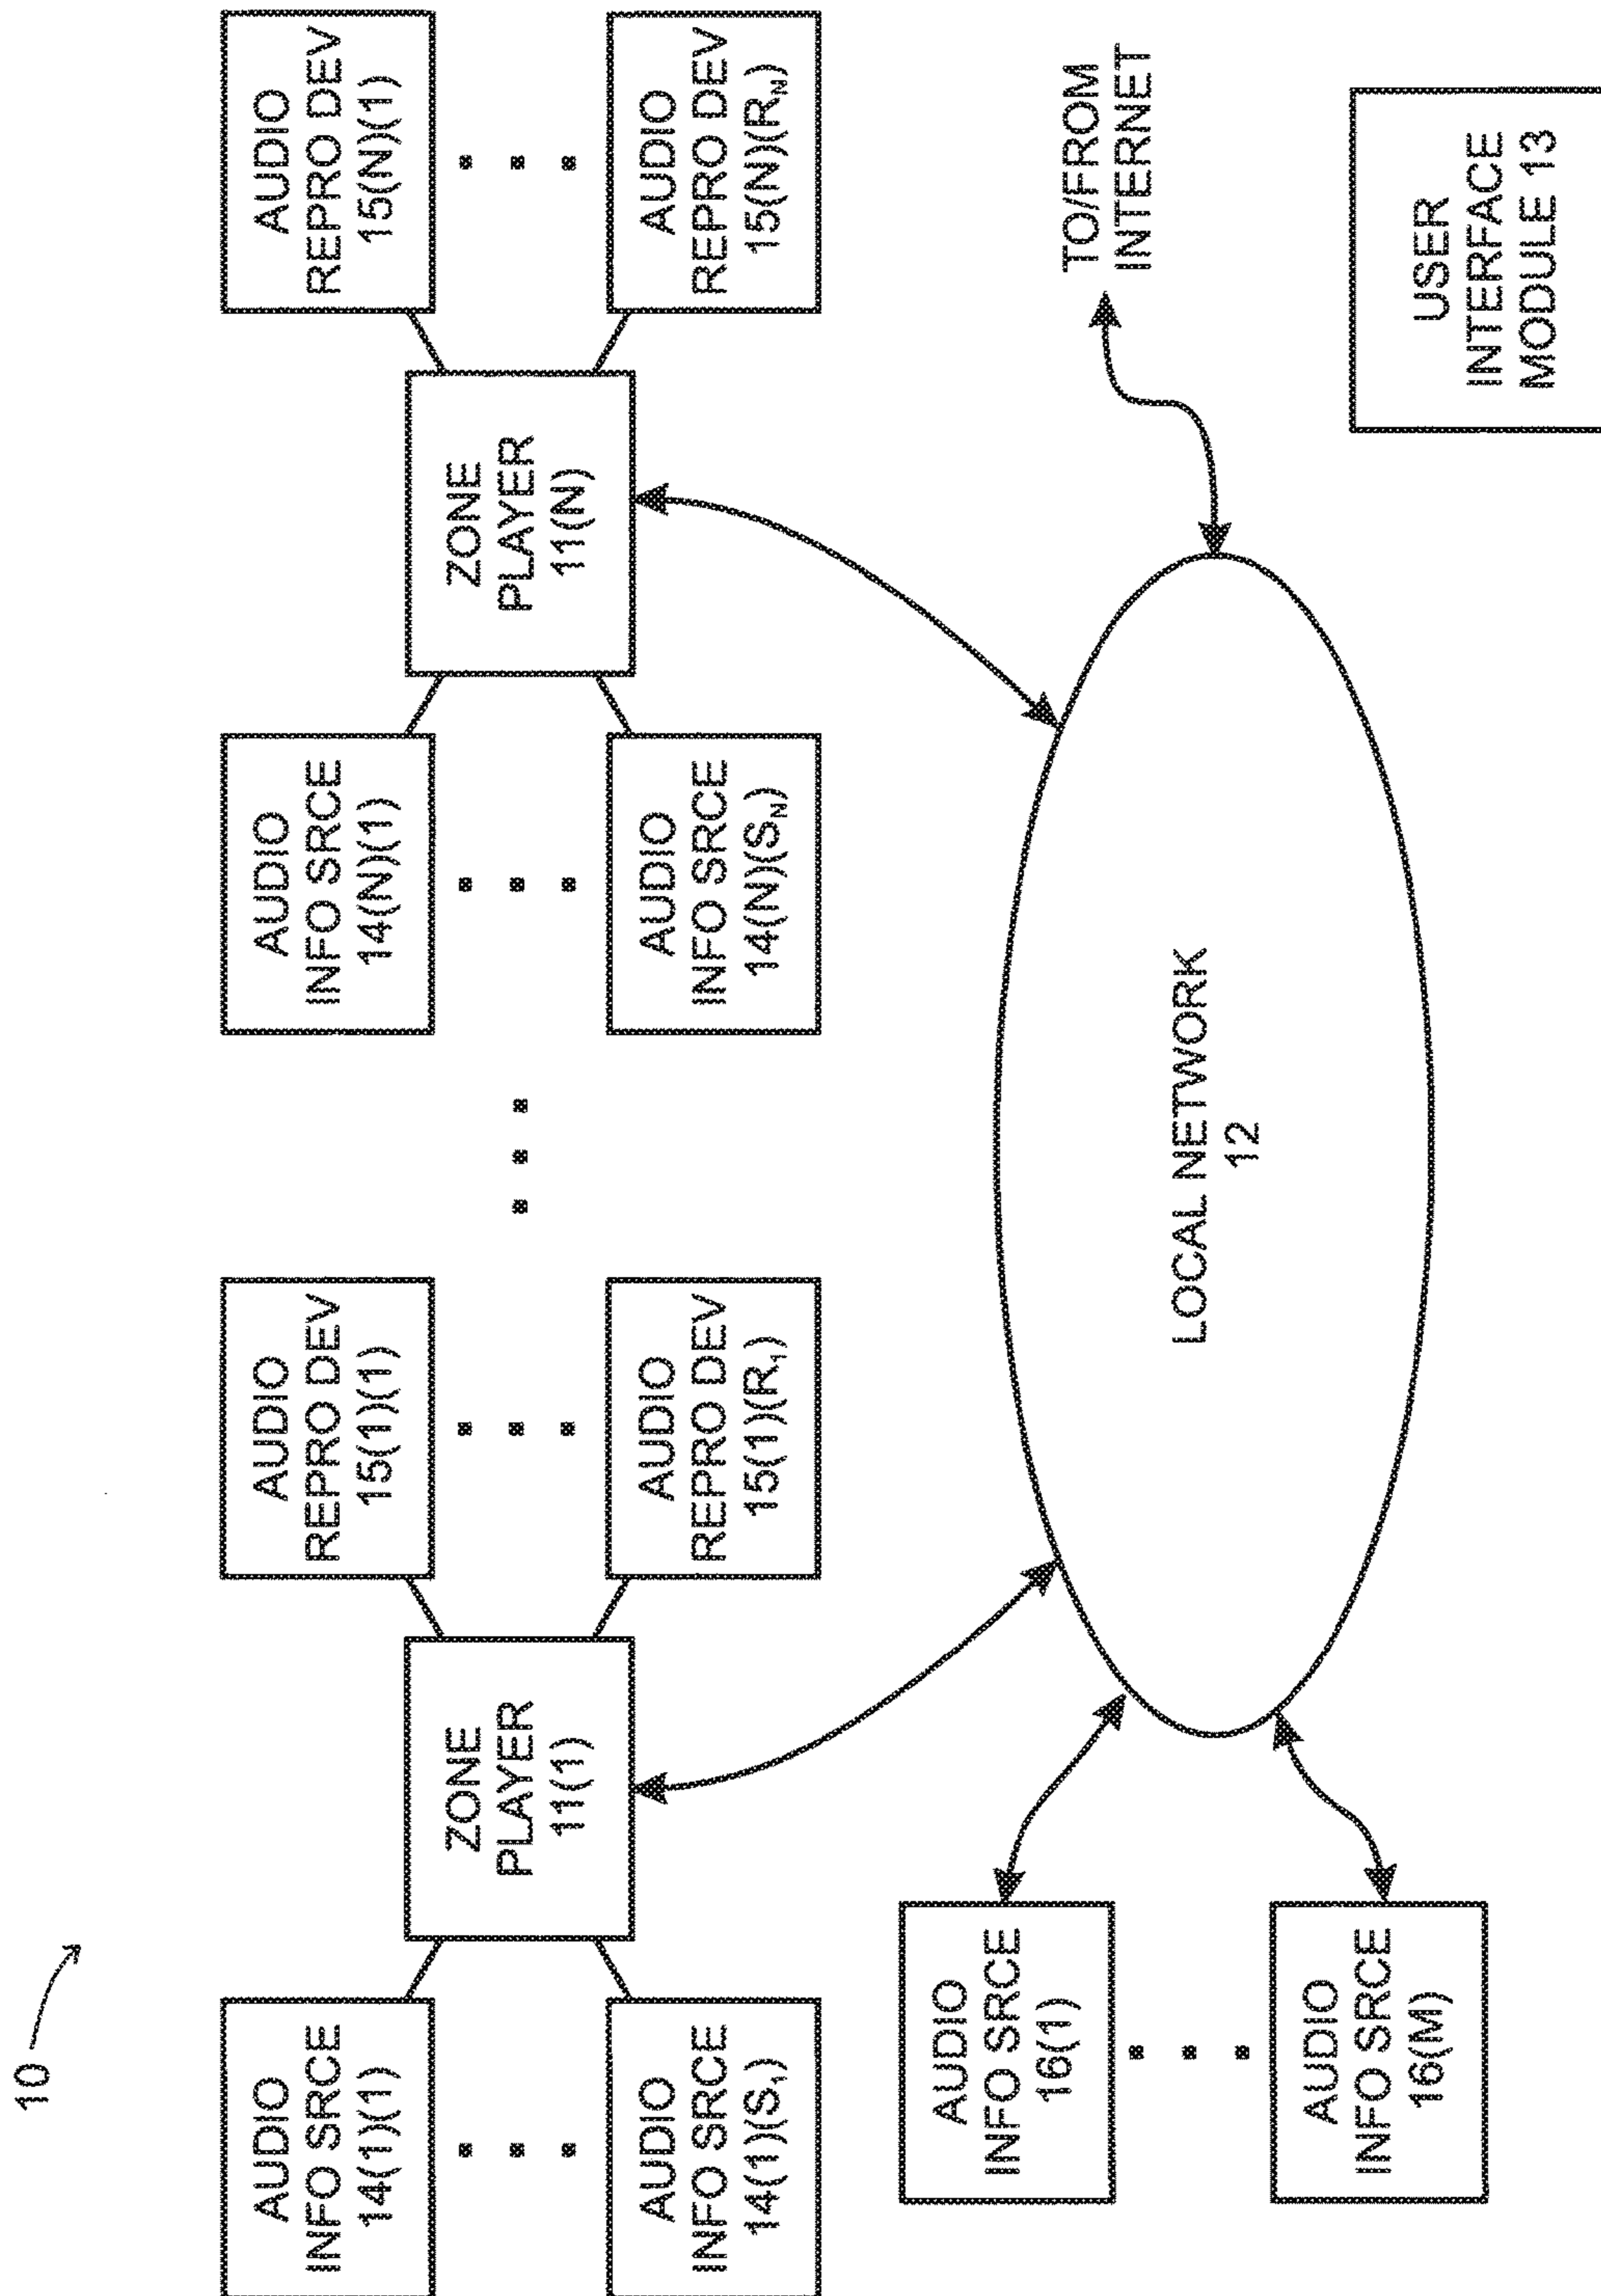 10
AUDIO
INFO SRCE
14(1)(1)
AUDIO
INFO SRCE
14(1)(S₁)
ZONE
PLAYER
11(1)
AUDIO
REPRO DEV
15(1)(1)
AUDIO
REPRO DEV
15(1)(R₁)
AUDIO
INFO SRCE
14(N)(1)
AUDIO
INFO SRCE
14(N)(S_N)
ZONE
PLAYER
11(N)
AUDIO
REPRO DEV
15(N)(1)
AUDIO
REPRO DEV
15(N)(R_N)
AUDIO
INFO SRCE
16(1)
AUDIO
INFO SRCE
16(M)
LOCAL NETWORK
12
TO/FROM
INTERNET
USER
INTERFACE
MODULE 13